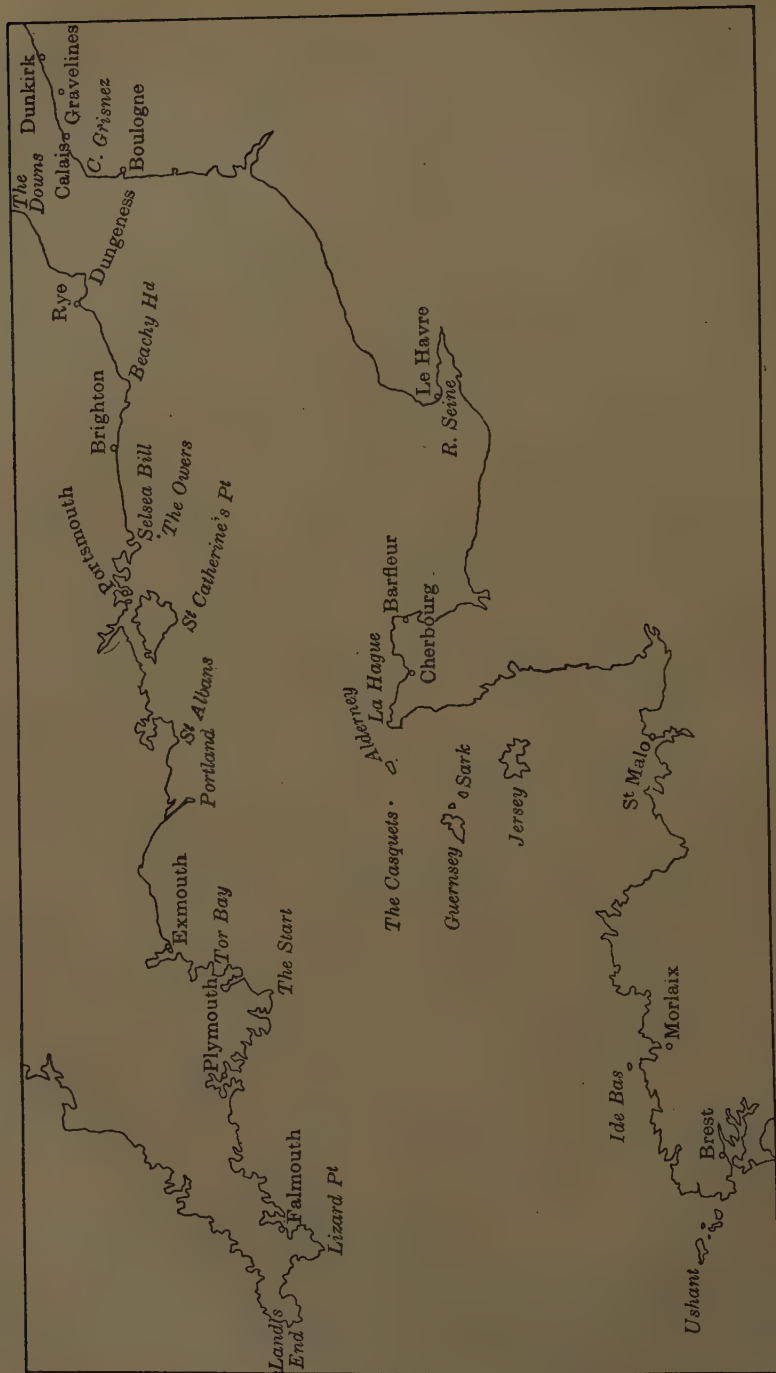 Land's
End
Lizard Pt
Falmouth
Plymouth
The Start
Tor Bay
Exmouth
Portland
St Albans
St Catherine's Pt
Portsmouth
The Owers
Selsea Bill
Brighton
Beachy Hd
Rye
Dungeness
The
Downs
Dunkirk
Gravelines
Calais
C. Grisnez
Boulogne
Le Havre
R. Seine
Barfleur
Cherbourg
La Hague
Alderney
The Casquets
Guernsey
Sark
Jersey
St Malo
Morlaix
I de Bas
Brest
Ushant